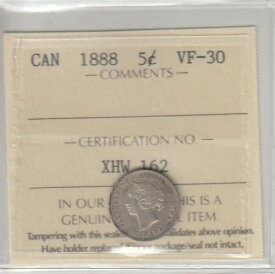 CAN 1888 5¢ VF-30
— COMMENTS —
— CERTIFICATION NO
XHW 162
IN OUR THIS IS A
GENUIN ITEM.
Tampering with this seal idates above opinion.
Have holder replaced package/seal not intact.